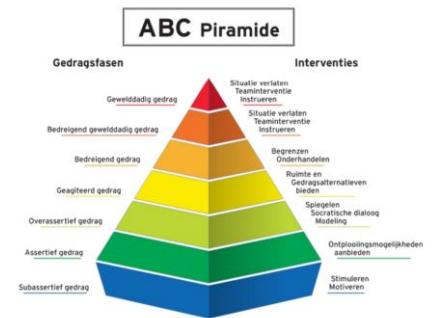 ABC Piramide
Gedragsfasen
Interventies
Gewelddadig gedrag
Situatie verlaten
Teaminterventie
Instrueren
Bedreigend gewelddadig gedrag
Situatie verlaten
Teaminterventie
Instrueren
Bedreigend gedrag
Begrenzen
Onderhandelen
Geagiteerd gedrag
Ruimte en
Gedragsalternatieven
bieden
Overassertief gedrag
Spiegelen
Socratische dialoog
Modeling
Assertief gedrag
Ontplooiingsmogelijkheden
aanbieden
Subassertief gedrag
Stimuleren
Motiveren